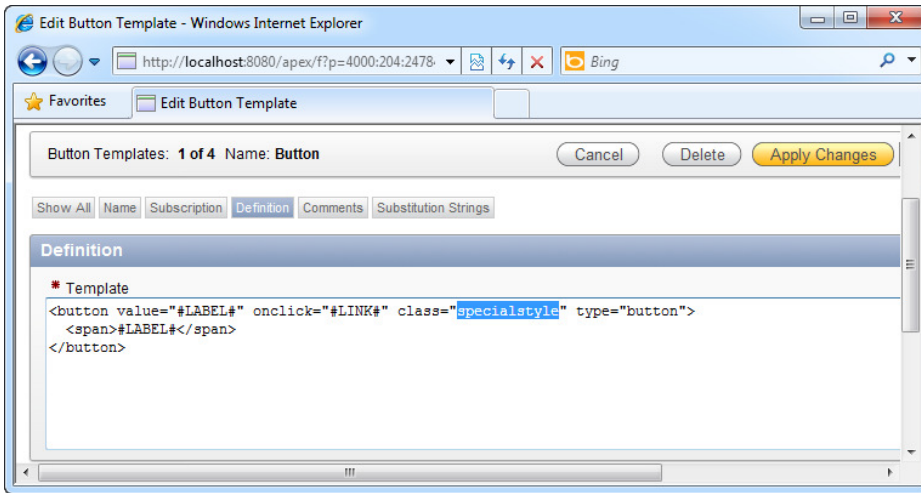 Edit Button Template - Windows Internet Explorer
http://localhost:8080/apex/f?p=4000:204:2478
Bing
Favorites
Edit Button Template
Button Templates: 1 of 4 Name: Button
Cancel
Delete
Apply Changes
Show All
Name
Subscription
Definition
Comments
Substitution Strings
Definition
* Template
<button value="#LABEL#" onclick="#LINK#" class="specialstyle" type="button">
<span>#LABEL#</span>
</button>